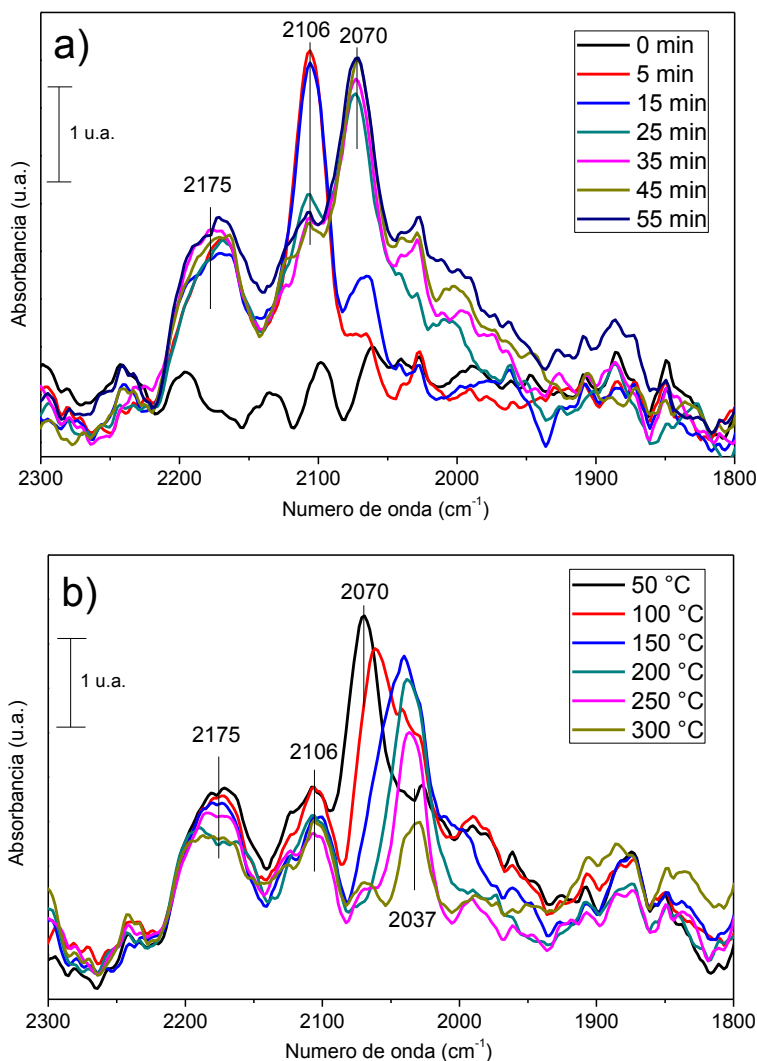 a)
2106
2070
2175
1 u.a.
0 min
5 min
15 min
25 min
35 min
45 min
55 min
Absorbancia (u.a.)
2300
2200
2100
2000
1900
1800
Numero de onda (cm⁻¹)
b)
2070
2175
2106
2037
1 u.a.
50 °C
100 °C
150 °C
200 °C
250 °C
300 °C
Absorbancia (u.a.)
2300
2200
2100
2000
1900
1800
Numero de onda (cm⁻¹)